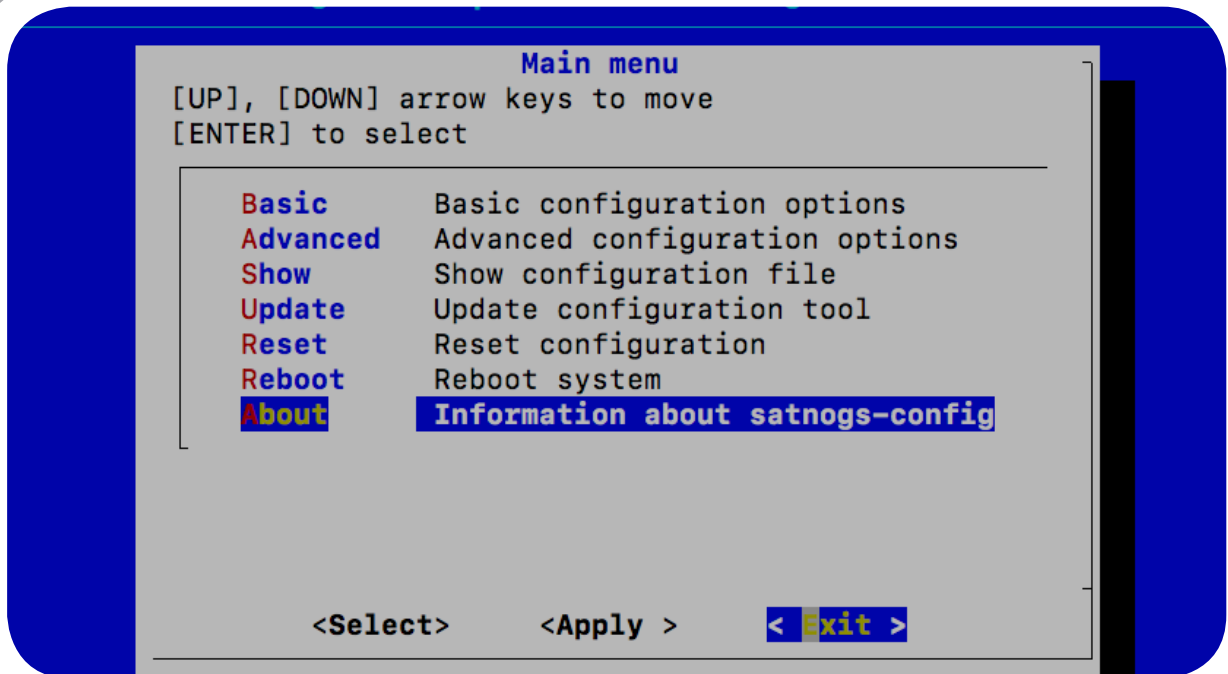 Main menu
[UP], [DOWN] arrow keys to move
[ENTER] to select
Basic Basic configuration options
Advanced Advanced configuration options
Show Show configuration file
Update Update configuration tool
Reset Reset configuration
Reboot Reboot system
About Information about satnogs-config
<Select> <Apply > < Exit >